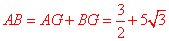 AB = AG + BG = 3/2 + 5√3